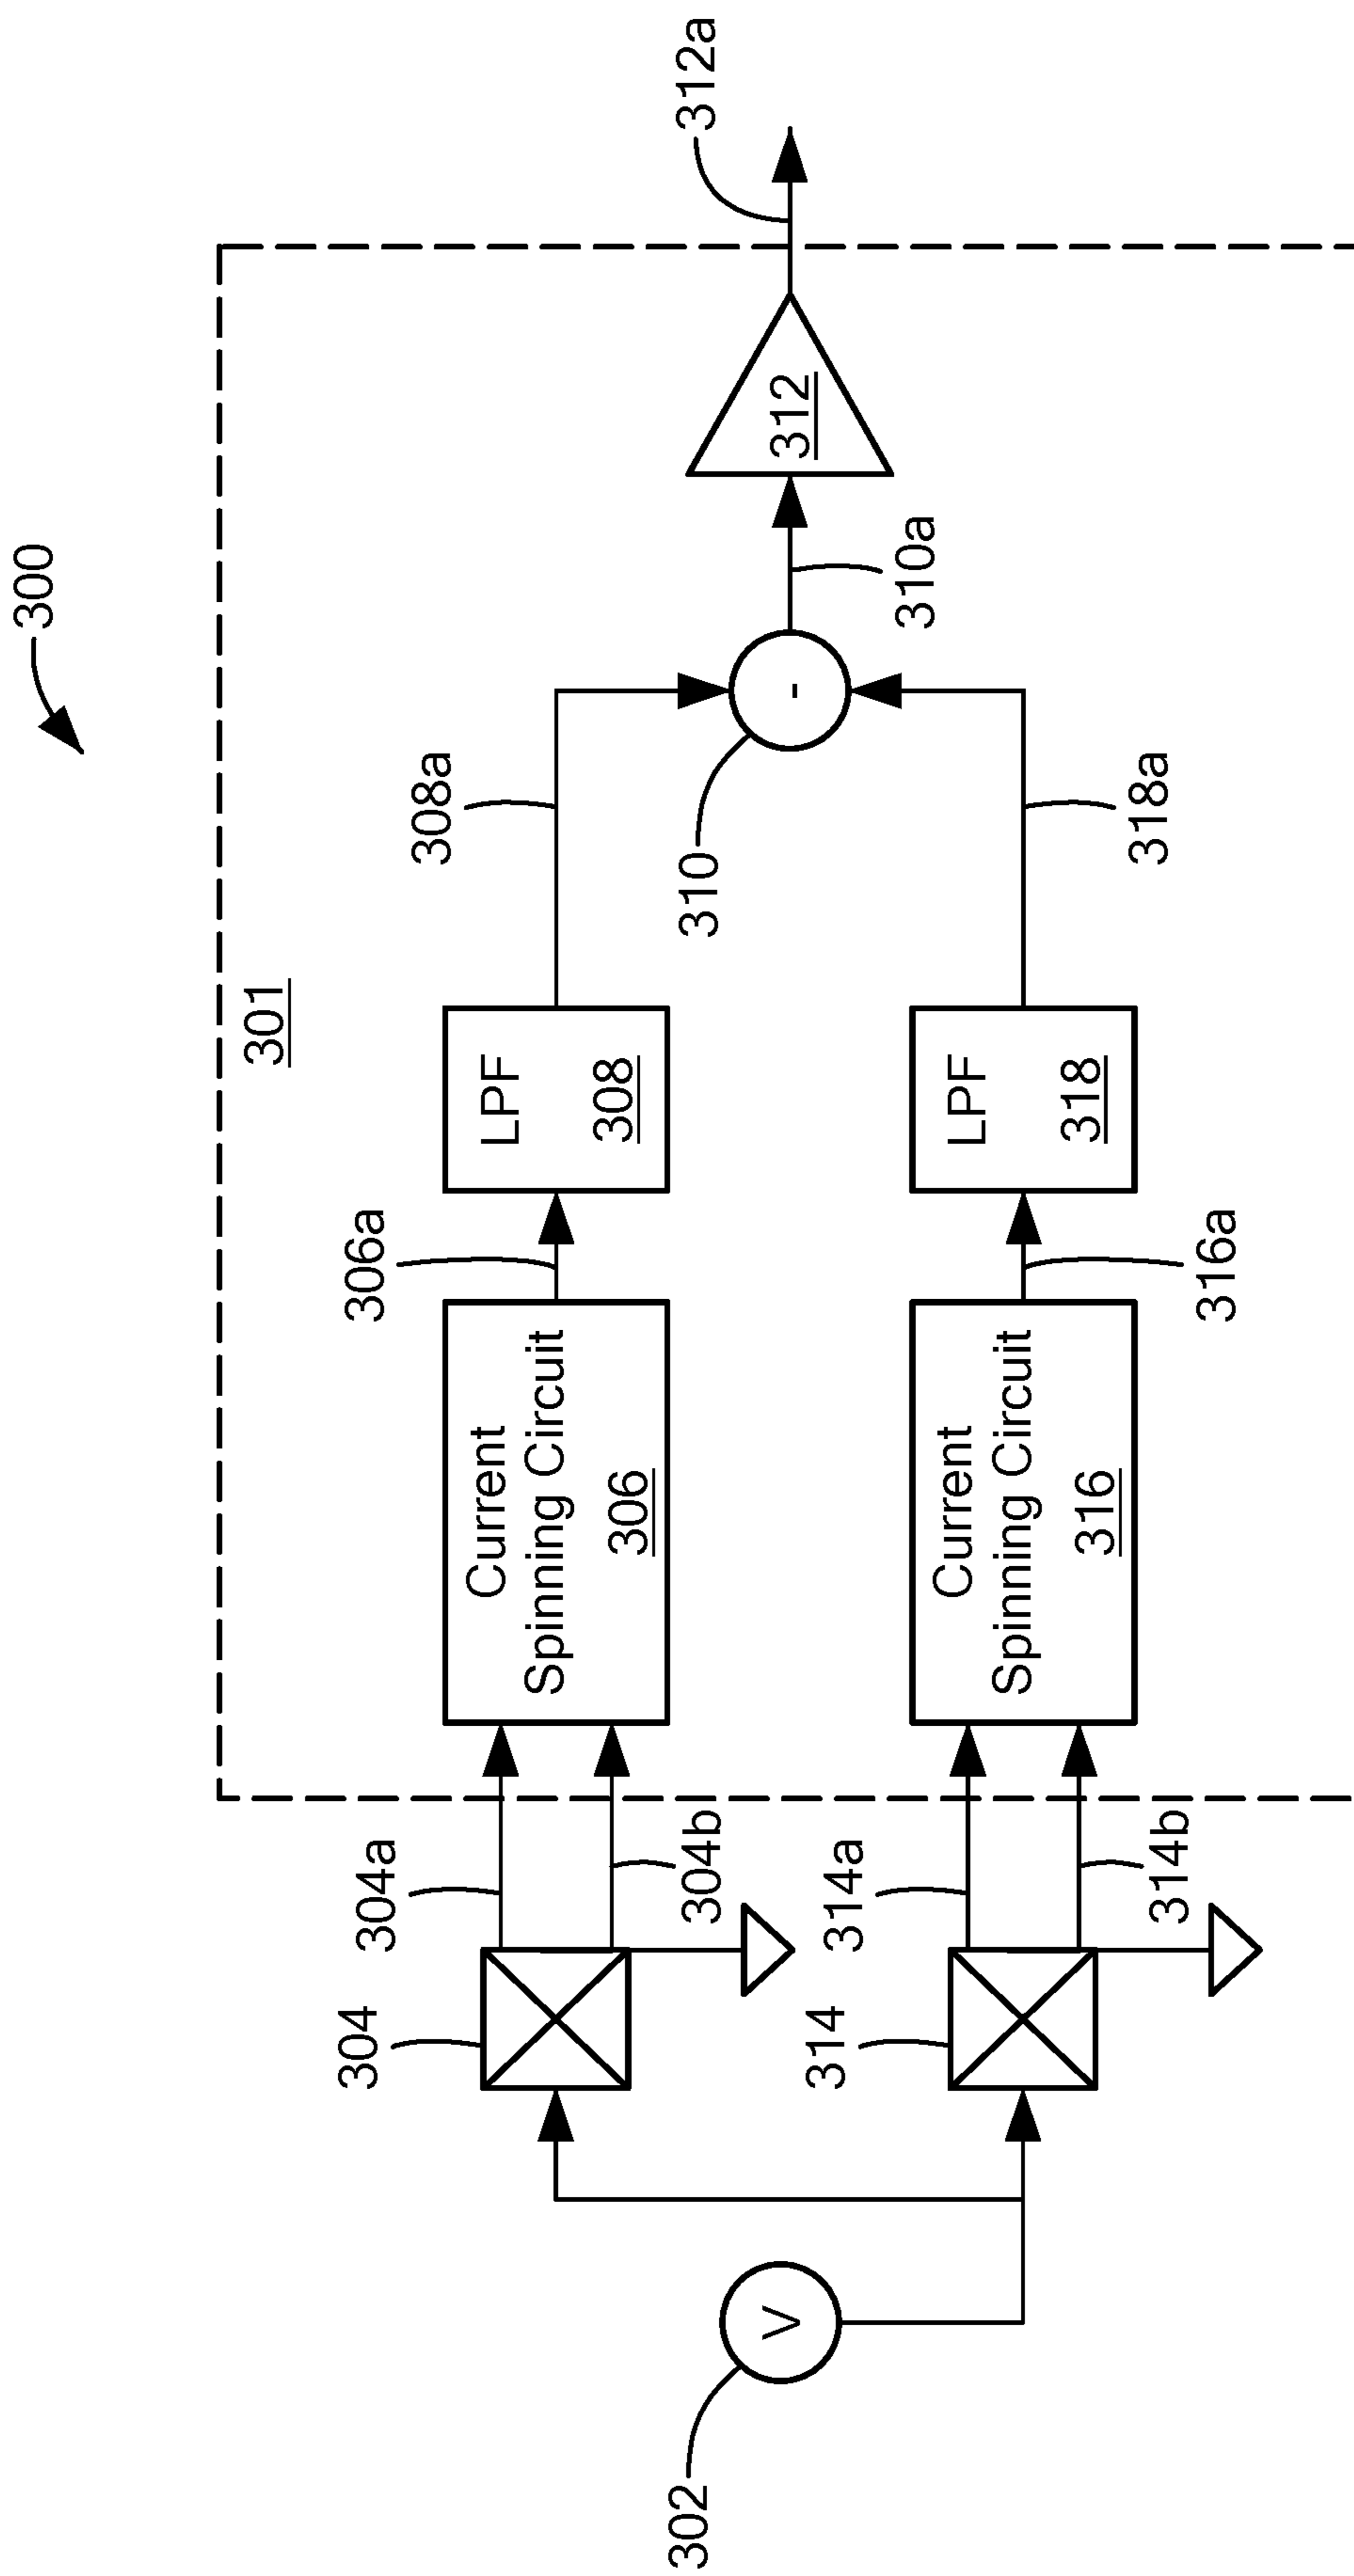 300
301
304
304a
304b
Current
Spinning Circuit
306
306a
LPF
308
308a
302
V
310
-
310a
312
312a
314
314a
314b
Current
Spinning Circuit
316
316a
LPF
318
318a